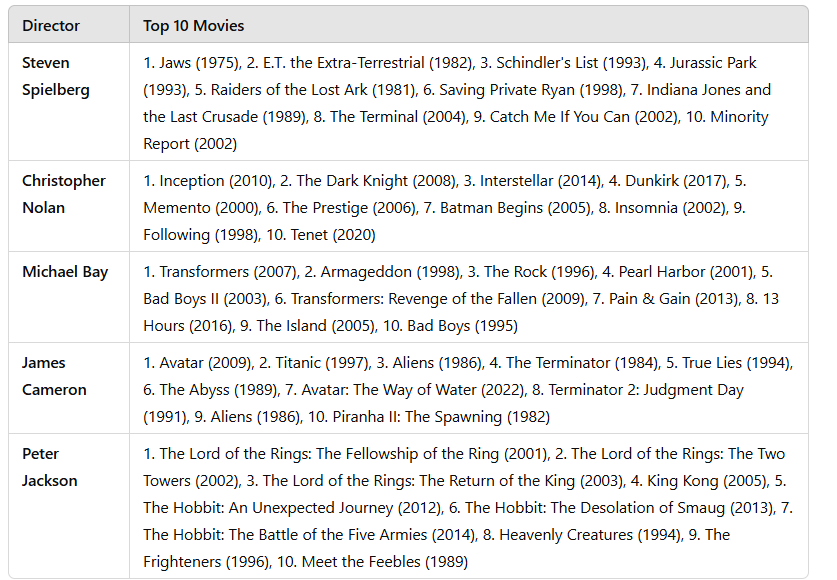 Director Top 10 Movies
Steven Spielberg
1. Jaws (1975), 2. E.T. the Extra-Terrestrial (1982), 3. Schindler's List (1993), 4. Jurassic Park
(1993), 5. Raiders of the Lost Ark (1981), 6. Saving Private Ryan (1998), 7. Indiana Jones and
the Last Crusade (1989), 8. The Terminal (2004), 9. Catch Me If You Can (2002), 10. Minority
Report (2002)
Christopher Nolan
1. Inception (2010), 2. The Dark Knight (2008), 3. Interstellar (2014), 4. Dunkirk (2017), 5.
Memento (2000), 6. The Prestige (2006), 7. Batman Begins (2005), 8. Insomnia (2002), 9.
Following (1998), 10. Tenet (2020)
Michael Bay
1. Transformers (2007), 2. Armageddon (1998), 3. The Rock (1996), 4. Pearl Harbor (2001), 5.
Bad Boys II (2003), 6. Transformers: Revenge of the Fallen (2009), 7. Pain & Gain (2013), 8. 13
Hours (2016), 9. The Island (2005), 10. Bad Boys (1995)
James Cameron
1. Avatar (2009), 2. Titanic (1997), 3. Aliens (1986), 4. The Terminator (1984), 5. True Lies (1994),
6. The Abyss (1989), 7. Avatar: The Way of Water (2022), 8. Terminator 2: Judgment Day
(1991), 9. Aliens (1986), 10. Piranha II: The Spawning (1982)
Peter Jackson
1. The Lord of the Rings: The Fellowship of the Ring (2001), 2. The Lord of the Rings: The Two
Towers (2002), 3. The Lord of the Rings: The Return of the King (2003), 4. King Kong (2005), 5.
The Hobbit: An Unexpected Journey (2012), 6. The Hobbit: The Desolation of Smaug (2013), 7.
The Hobbit: The Battle of the Five Armies (2014), 8. Heavenly Creatures (1994), 9. The
Frighteners (1996), 10. Meet the Feebles (1989)